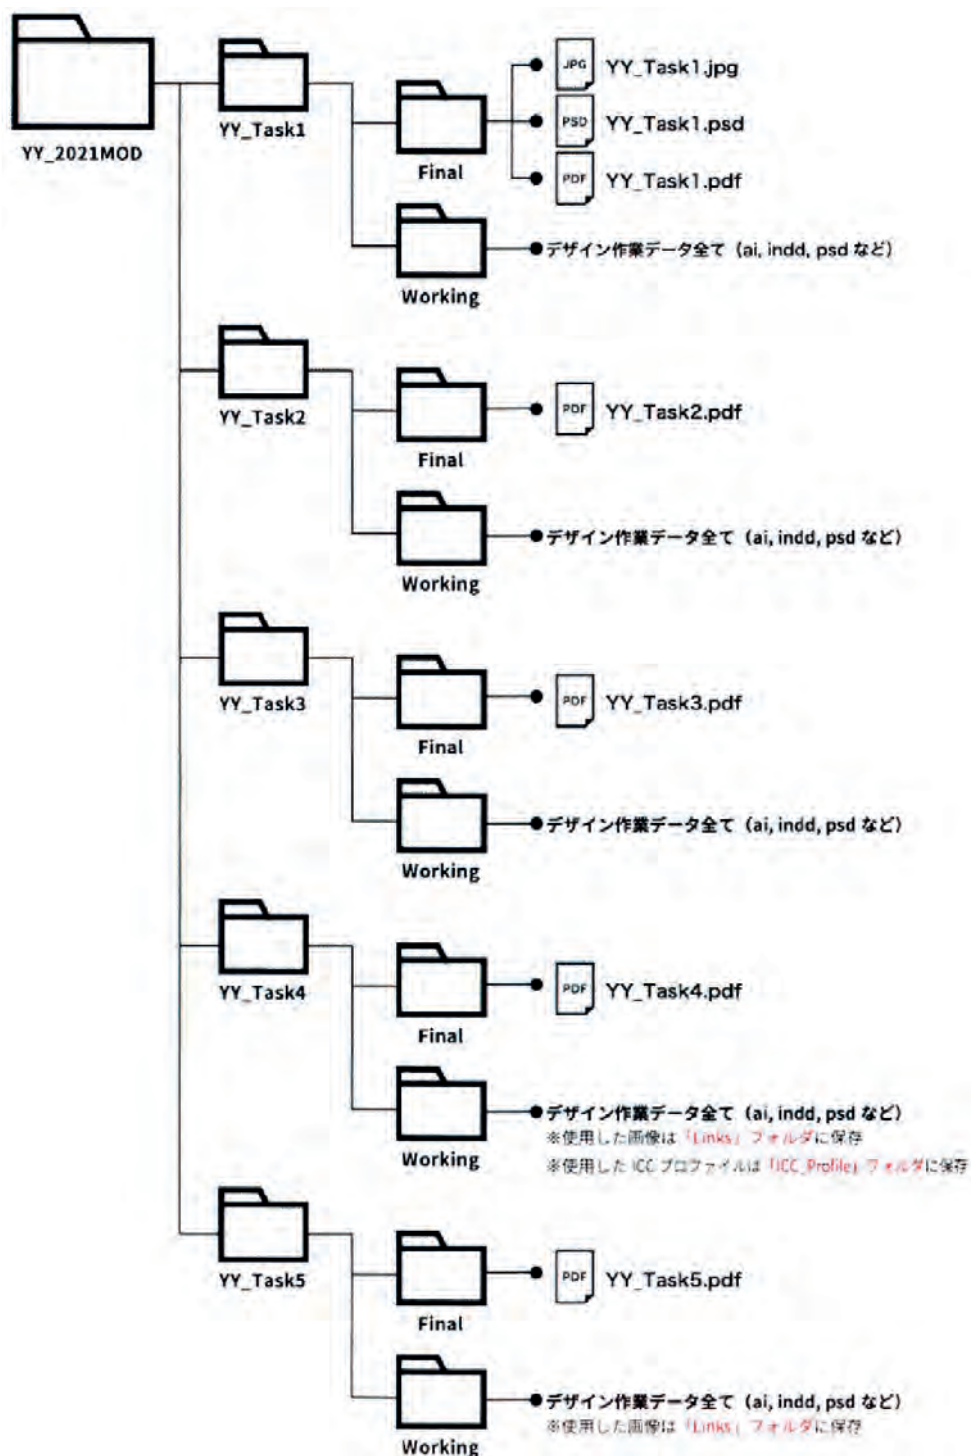 YY_2021MOD
YY_Task1
Final
JPG YY_Task1.jpg
PSD YY_Task1.psd
PDF YY_Task1.pdf
Working
デザイン作業データ全て（ai, indd, psd など）
YY_Task2
Final
PDF YY_Task2.pdf
Working
デザイン作業データ全て（ai, indd, psd など）
YY_Task3
Final
PDF YY_Task3.pdf
Working
デザイン作業データ全て（ai, indd, psd など）
YY_Task4
Final
PDF YY_Task4.pdf
Working
デザイン作業データ全て（ai, indd, psd など）
※使用した画像は「Links」フォルダに保存
※使用した ICC プロファイルは「ICC_Profile」フォルダに保存
YY_Task5
Final
PDF YY_Task5.pdf
Working
デザイン作業データ全て（ai, indd, psd など）
※使用した画像は「Links」フォルダに保存